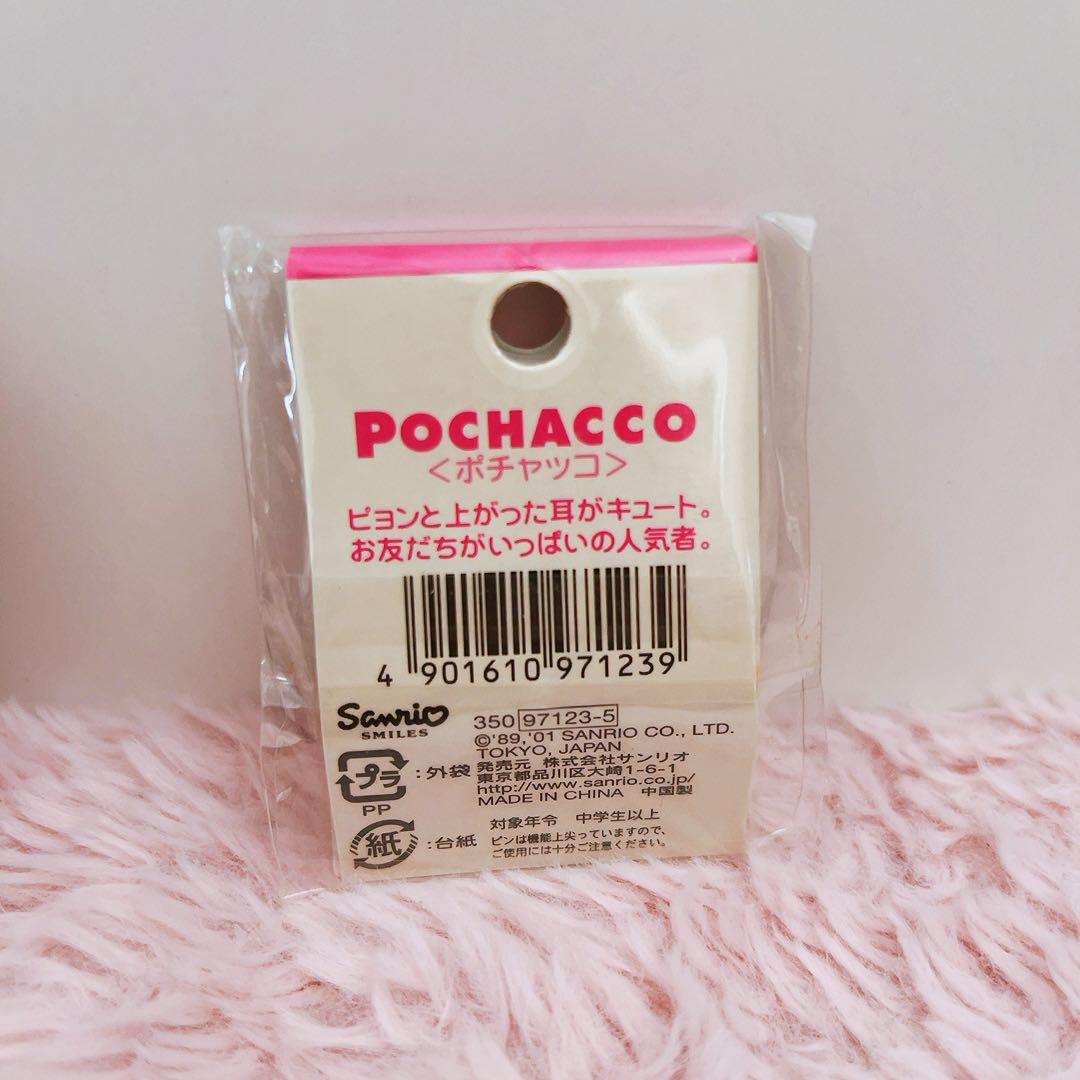 POCHACCO
<ポチャッコ>
ピョンと上がった耳がキュート。
お友だちがいっぱいの人気者。
4 901610 971239
Sanrio
SMILES
350 97123-5
©'89,'01 SANRIO CO., LTD.
TOKYO, JAPAN
プラ :外袋
PP
発売元 株式会社サンリオ
東京都品川区大崎1-6-1
http://www.sanrio.co.jp/
MADE IN CHINA 中国製
紙 :台紙
対象年令 中学生以上
ピンは機能上尖っていますので、
ご使用には十分ご注意ください。